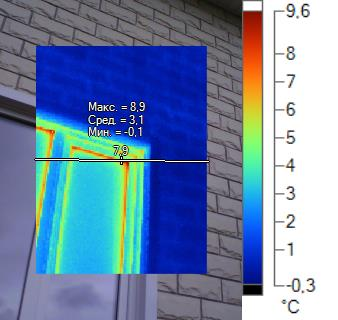 Макс. = 8,9
Сред. = 3,1
Мин. = -0,1
7,9
9,6
8
7
6
5
4
3
2
1
-0,3
°C